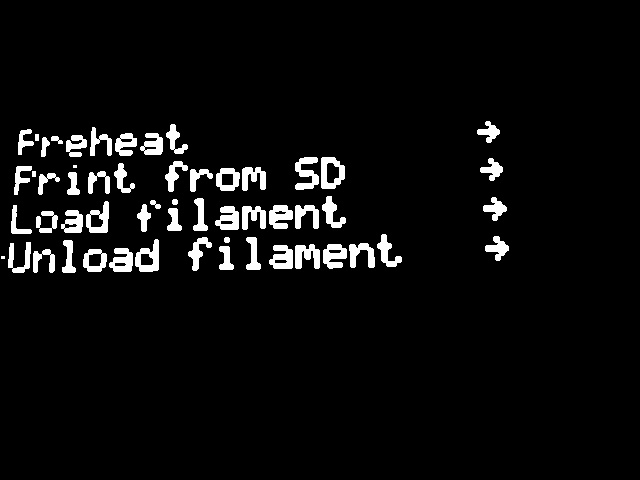 Preheat →
Print from SD →
Load filament →
Unload filament →